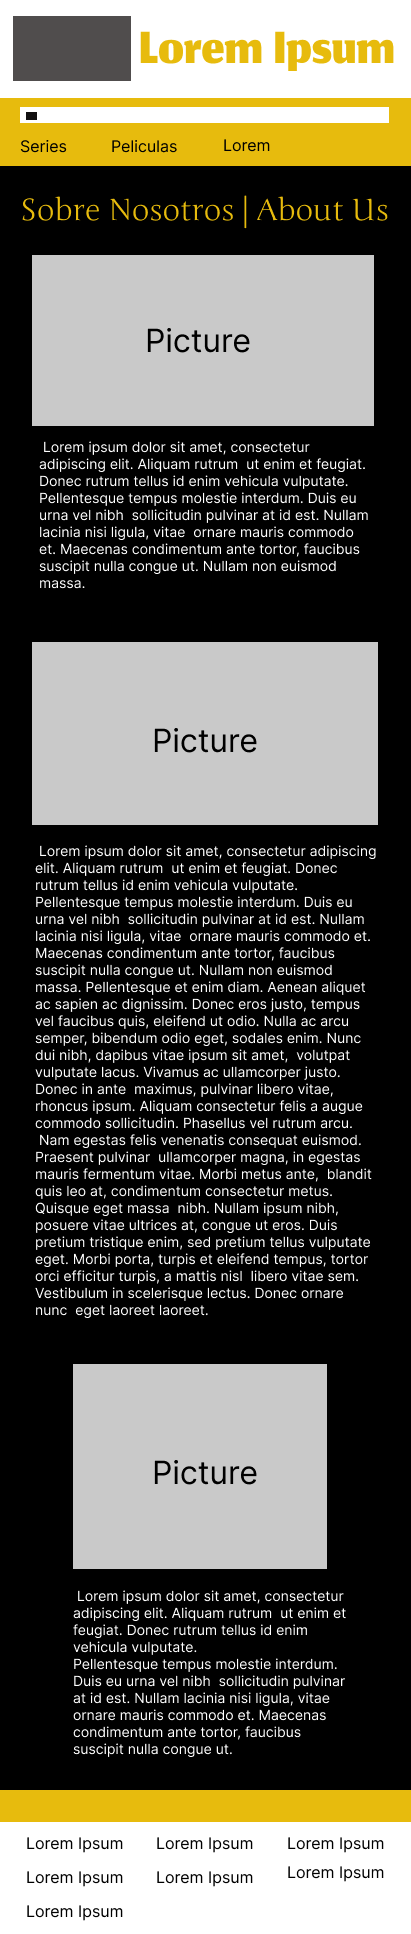 Lorem Ipsum
Series Peliculas Lorem
Sobre Nosotros | About Us
Picture
Lorem ipsum dolor sit amet, consectetur
adipiscing elit. Aliquam rutrum  ut enim et feugiat.
Donec rutrum tellus id enim vehicula vulputate.
Pellentesque tempus molestie interdum. Duis eu
urna vel nibh  sollicitudin pulvinar at id est. Nullam
lacinia nisi ligula, vitae  ornare mauris commodo
et. Maecenas condimentum ante tortor, faucibus
suscipit nulla congue ut. Nullam non euismod
massa.
Picture
Lorem ipsum dolor sit amet, consectetur adipiscing
elit. Aliquam rutrum  ut enim et feugiat. Donec
rutrum tellus id enim vehicula vulputate.
Pellentesque tempus molestie interdum. Duis eu
urna vel nibh  sollicitudin pulvinar at id est. Nullam
lacinia nisi ligula, vitae  ornare mauris commodo et.
Maecenas condimentum ante tortor, faucibus
suscipit nulla congue ut. Nullam non euismod
massa. Pellentesque et enim diam. Aenean aliquet
ac sapien ac dignissim. Donec eros justo, tempus
vel faucibus quis, eleifend ut odio. Nulla ac arcu
semper, bibendum odio eget, sodales enim. Nunc
dui nibh, dapibus vitae ipsum sit amet,  volutpat
vulputate lacus. Vivamus ac ullamcorper justo.
Donec in ante  maximus, pulvinar libero vitae,
rhoncus ipsum. Aliquam consectetur felis a augue
commodo sollicitudin. Phasellus vel rutrum arcu.
Nam egestas felis venenatis consequat euismod.
Praesent pulvinar  ullamcorper magna, in egestas
mauris fermentum vitae. Morbi metus ante,  blandit
quis leo at, condimentum consectetur metus.
Quisque eget massa  nibh. Nullam ipsum nibh,
posuere vitae ultrices at, congue ut eros. Duis
pretium tristique enim, sed pretium tellus vulputate
eget. Morbi porta, turpis et eleifend tempus, tortor
orci efficitur turpis, a mattis nisl  libero vitae sem.
Vestibulum in scelerisque lectus. Donec ornare
nunc  eget laoreet laoreet.
Picture
Lorem ipsum dolor sit amet, consectetur
adipiscing elit. Aliquam rutrum  ut enim et
feugiat. Donec rutrum tellus id enim
vehicula vulputate.
Pellentesque tempus molestie interdum.
Duis eu urna vel nibh  sollicitudin pulvinar
at id est. Nullam lacinia nisi ligula, vitae
ornare mauris commodo et. Maecenas
condimentum ante tortor, faucibus
suscipit nulla congue ut.
Lorem Ipsum Lorem Ipsum Lorem Ipsum
Lorem Ipsum Lorem Ipsum Lorem Ipsum
Lorem Ipsum